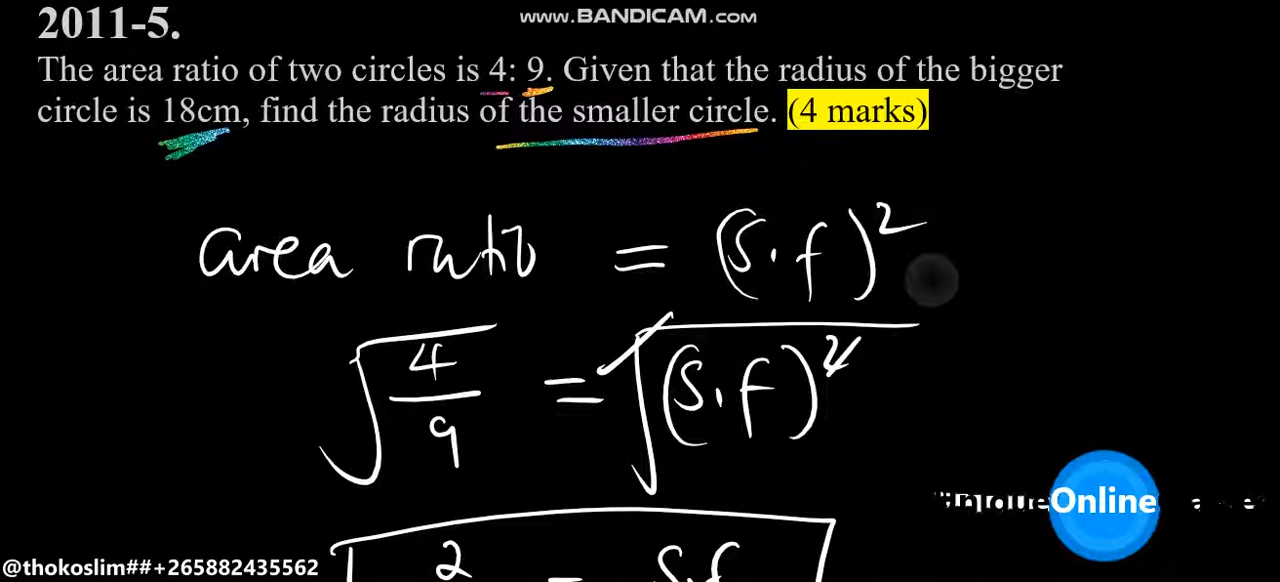 www.BANDICAM.com
2011-5.
The area ratio of two circles is 4: 9. Given that the radius of the bigger
circle is 18cm, find the radius of the smaller circle. (4 marks)
area ratio = (s.f)²
√4/9 = √(s.f)²
Online
2 = s.f
@thokoslim##+265882435562